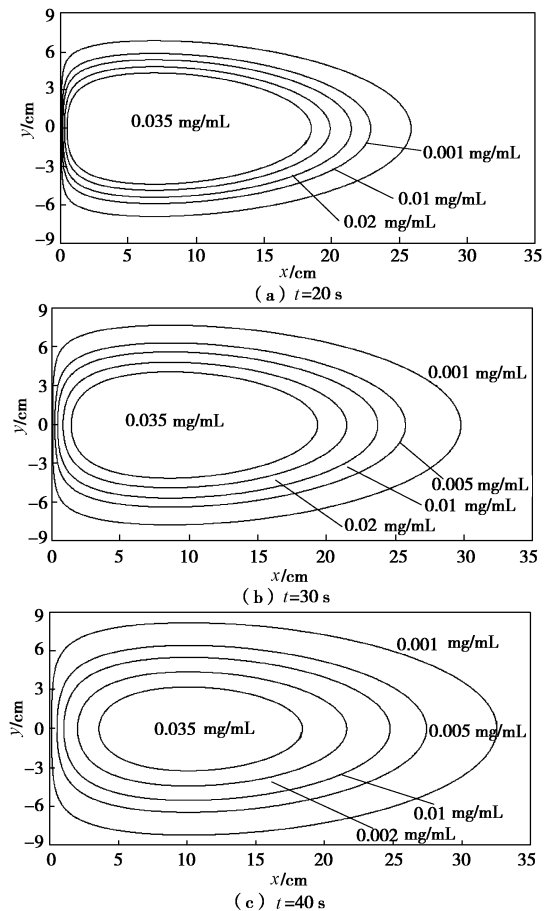 9
6
3
0
−3
−6
−9
y/cm
0.035 mg/mL
0.001 mg/mL
0.01 mg/mL
0.02 mg/mL
0 5 10 15 20 25 30 35
x/cm
(a) t=20 s
9
6
3
0
−3
−6
−9
y/cm
0.001 mg/mL
0.035 mg/mL
0.005 mg/mL
0.01 mg/mL
0.02 mg/mL
0 5 10 15 20 25 30 35
x/cm
(b) t=30 s
9
6
3
0
−3
−6
−9
y/cm
0.001 mg/mL
0.035 mg/mL
0.005 mg/mL
0.01 mg/mL
0.002 mg/mL
0 5 10 15 20 25 30 35
x/cm
(c) t=40 s